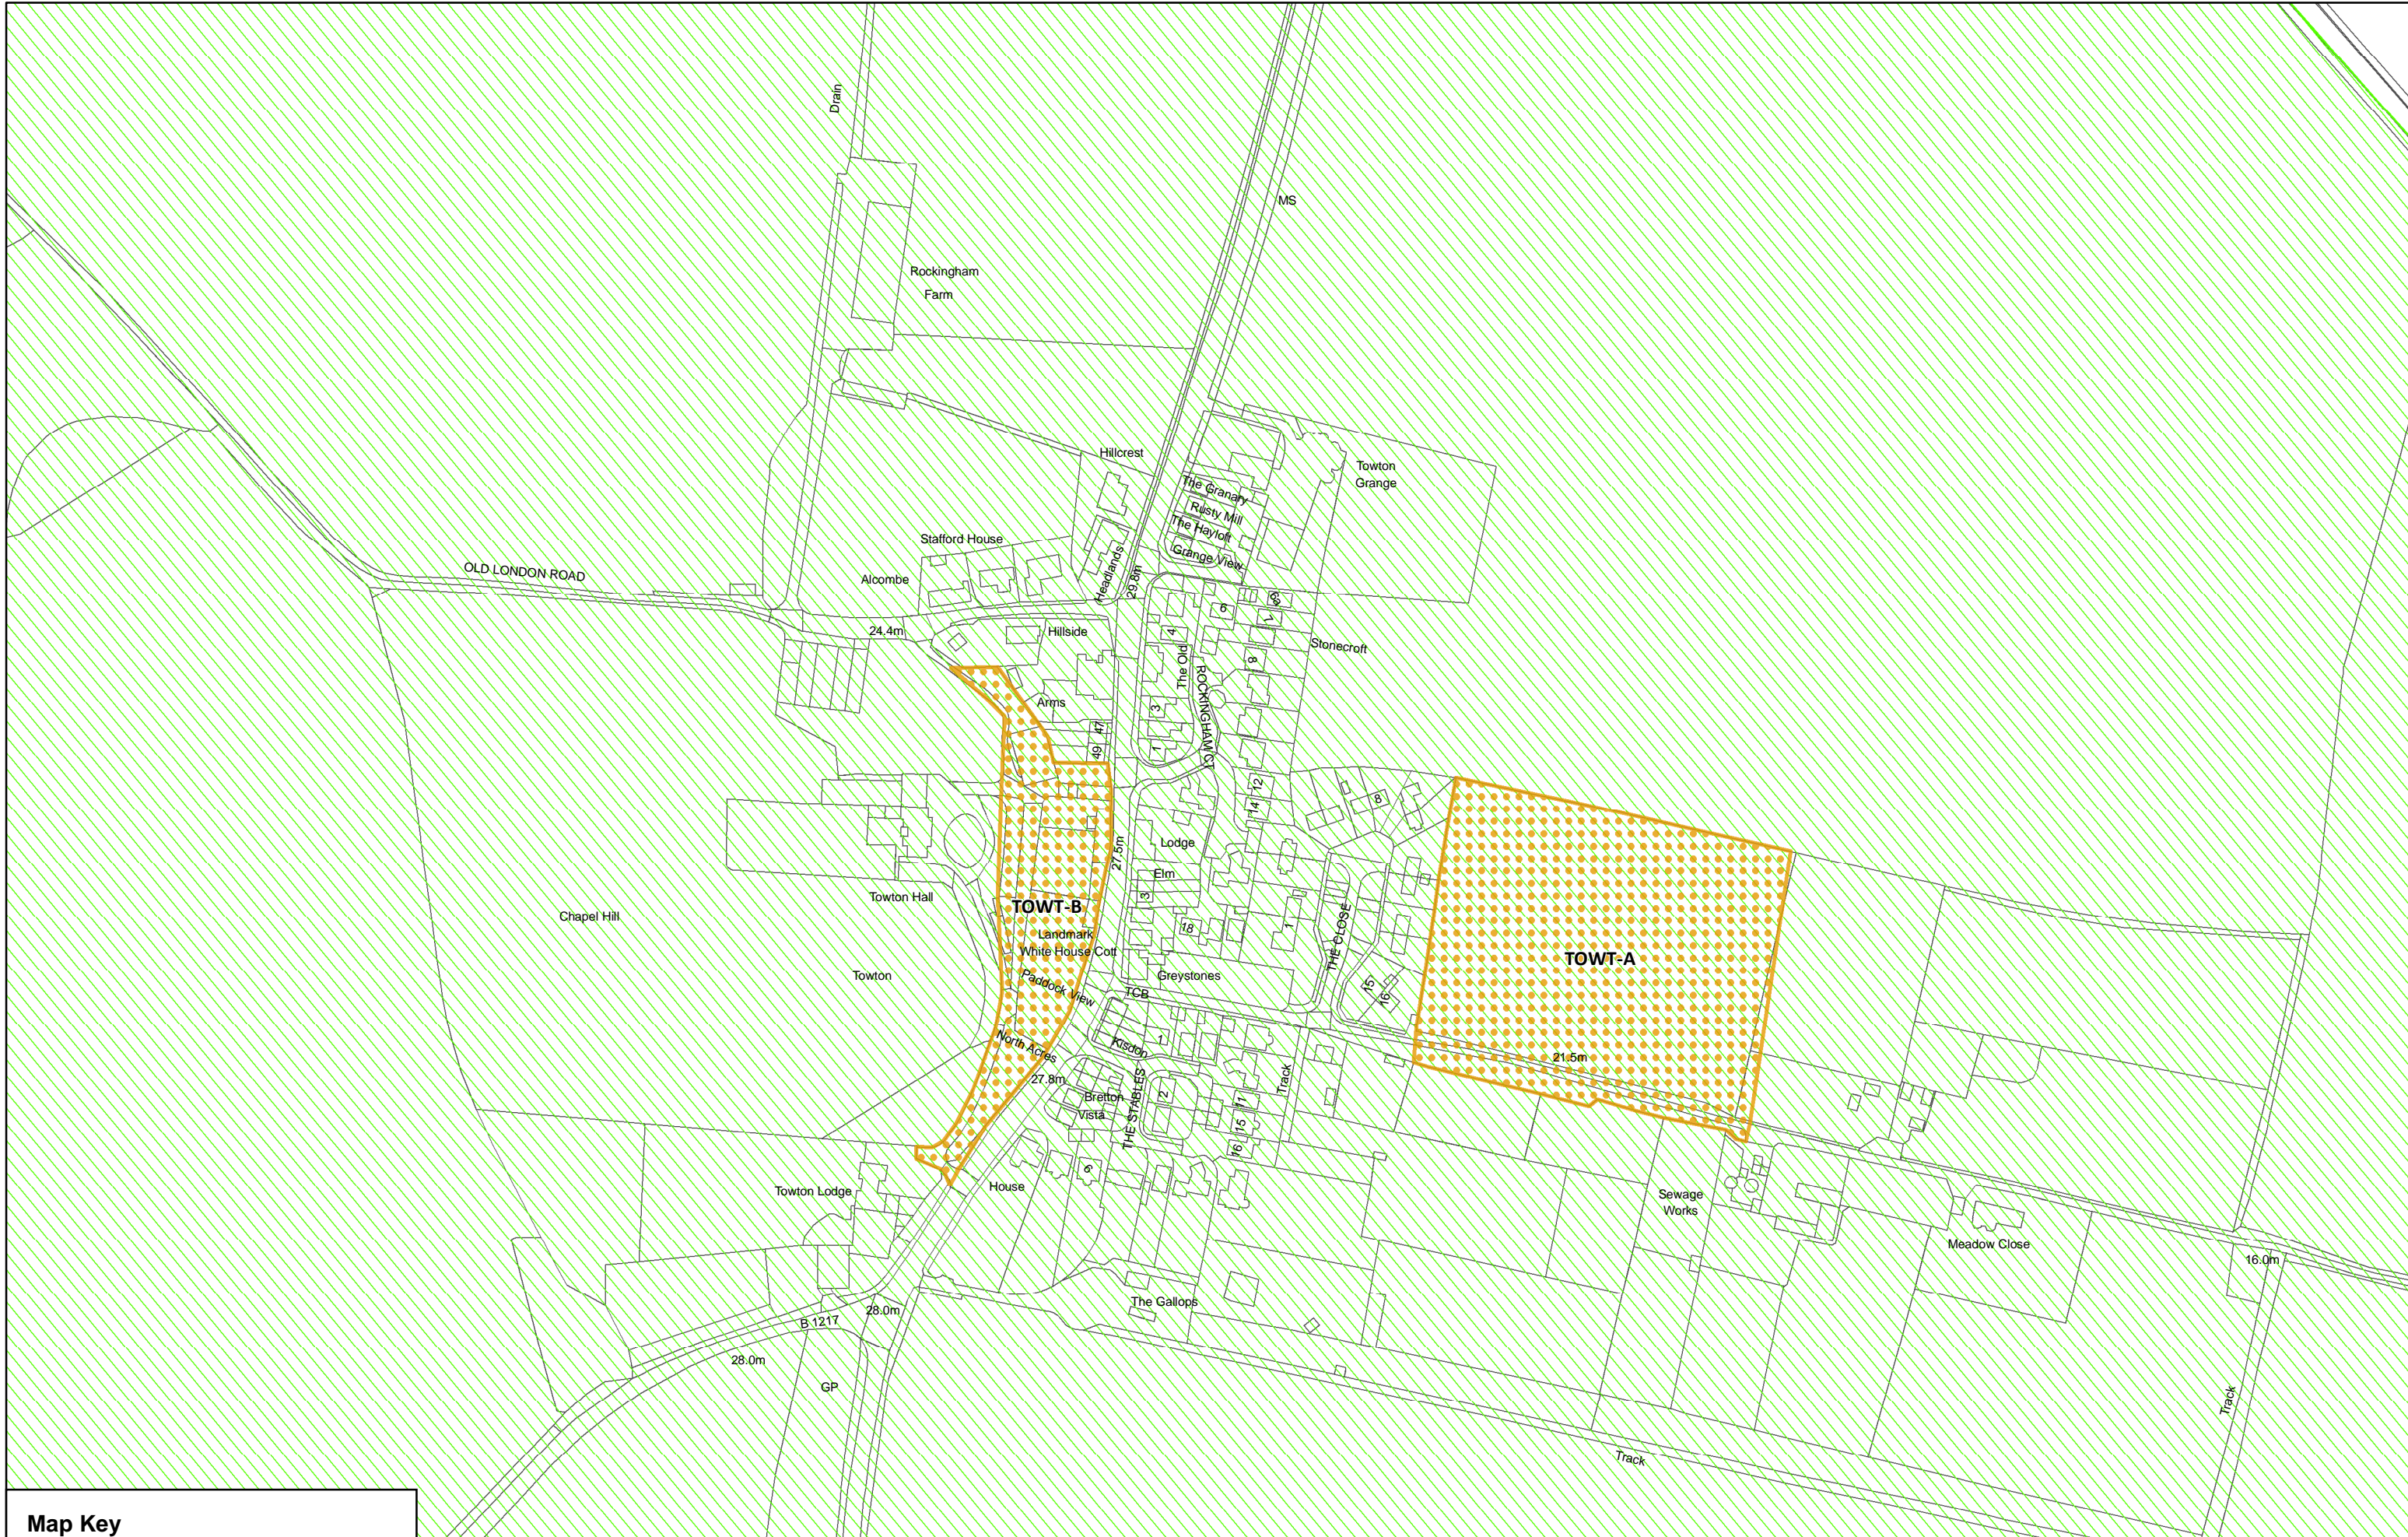 Drain
MS
Rockingham
Farm
Hillcrest
Towton
Grange
The Granary
Rusty Mill
The Hayloft
Grange View
Stafford House
Headlands
OLD LONDON ROAD
Alcombe
29.8m
6
6a
7
4
24.4m
Hillside
Stonecroft
8
The Old
ROCKINGHAM CT
Arms
3
47
49
1
12
14
8
27.5m
Lodge
Elm
3
Towton Hall
Chapel Hill
TOWT-B
Landmark
White House Cott
18
1
THE CLOSE
TOWT-A
Towton
Paddock View
Greystones
TCB
15
16
North Acres
Kisdon
1
21.5m
27.8m
Bretton
Vista
THE STABLES
2
Track
11
15
16
6
Towton Lodge
House
Sewage
Works
Meadow Close
16.0m
The Gallops
28.0m
B 1217
28.0m
GP
Track
Track
Map Key